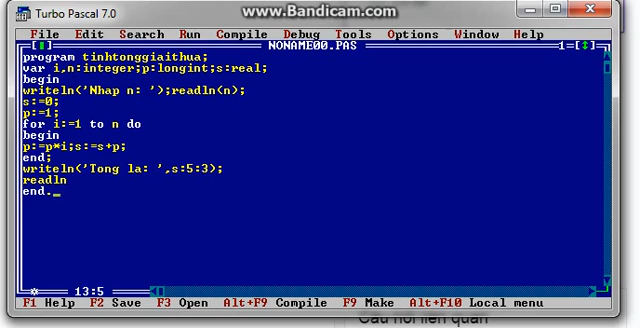 www.Bandicam.com
Turbo Pascal 7.0
File Edit Search Run Compile Debug Tools Options Window Help
NONAME00.PAS 1=[↕]
program tinhtonggiaithua;
var i,n:integer;p:longint;s:real;
begin
writeln('Nhap n: ');readln(n);
s:=0;
p:=1;
for i:=1 to n do
begin
p:=p*i;s:=s+p;
end;
writeln('Tong la: ',s:5:3);
readln
end.
13:5
F1 Help F2 Save F3 Open Alt+F9 Compile F9 Make Alt+F10 Local menu
Câu hỏi liên quan